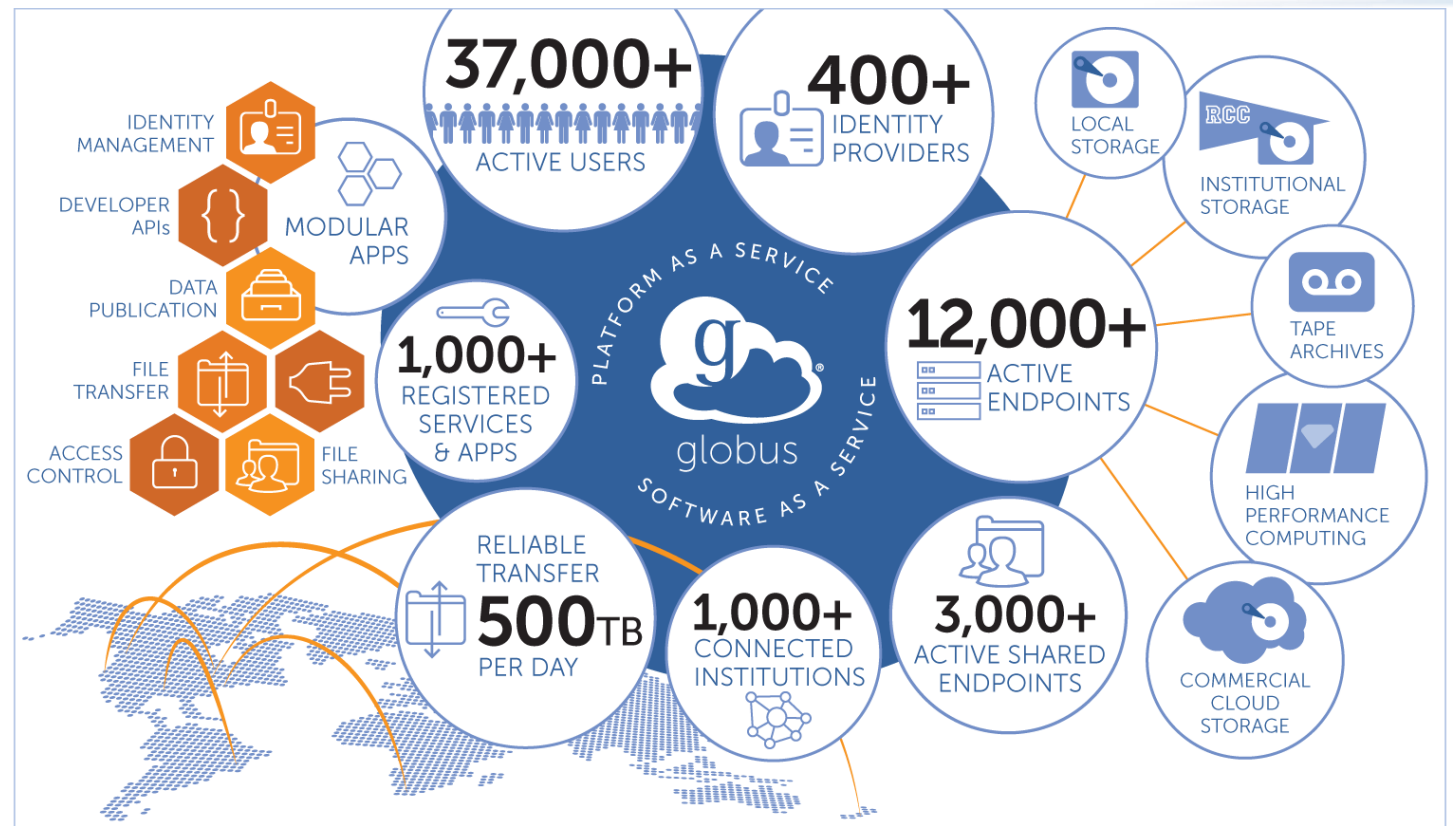 37,000+
ACTIVE USERS
400+
IDENTITY
PROVIDERS
LOCAL
STORAGE
RCC
INSTITUTIONAL
STORAGE
IDENTITY
MANAGEMENT
DEVELOPER
APIs
MODULAR
APPS
DATA
PUBLICATION
FILE
TRANSFER
ACCESS
CONTROL
FILE
SHARING
1,000+
REGISTERED
SERVICES
& APPS
PLATFORM AS A SERVICE
g
®
globus
SOFTWARE AS A SERVICE
12,000+
ACTIVE
ENDPOINTS
TAPE
ARCHIVES
HIGH
PERFORMANCE
COMPUTING
RELIABLE
TRANSFER
500TB
PER DAY
1,000+
CONNECTED
INSTITUTIONS
3,000+
ACTIVE SHARED
ENDPOINTS
COMMERCIAL
CLOUD
STORAGE